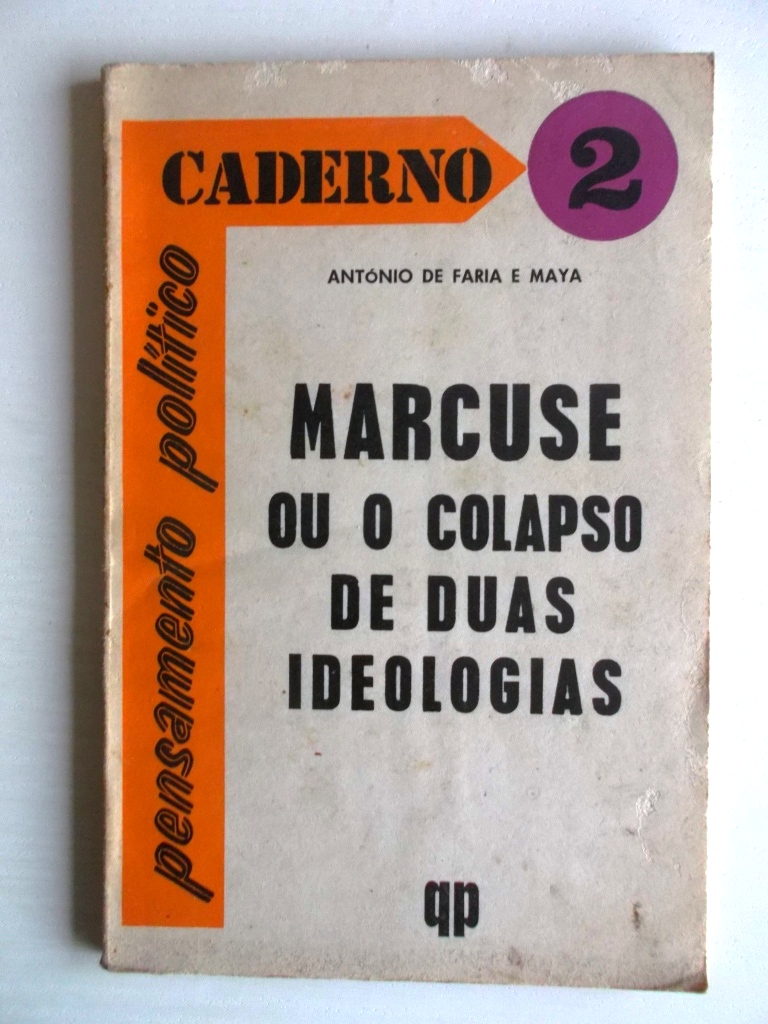 CADERNO 2
ANTÓNIO DE FARIA E MAYA
pensamento político
MARCUSE
OU O COLAPSO
DE DUAS
IDEOLOGIAS
qp